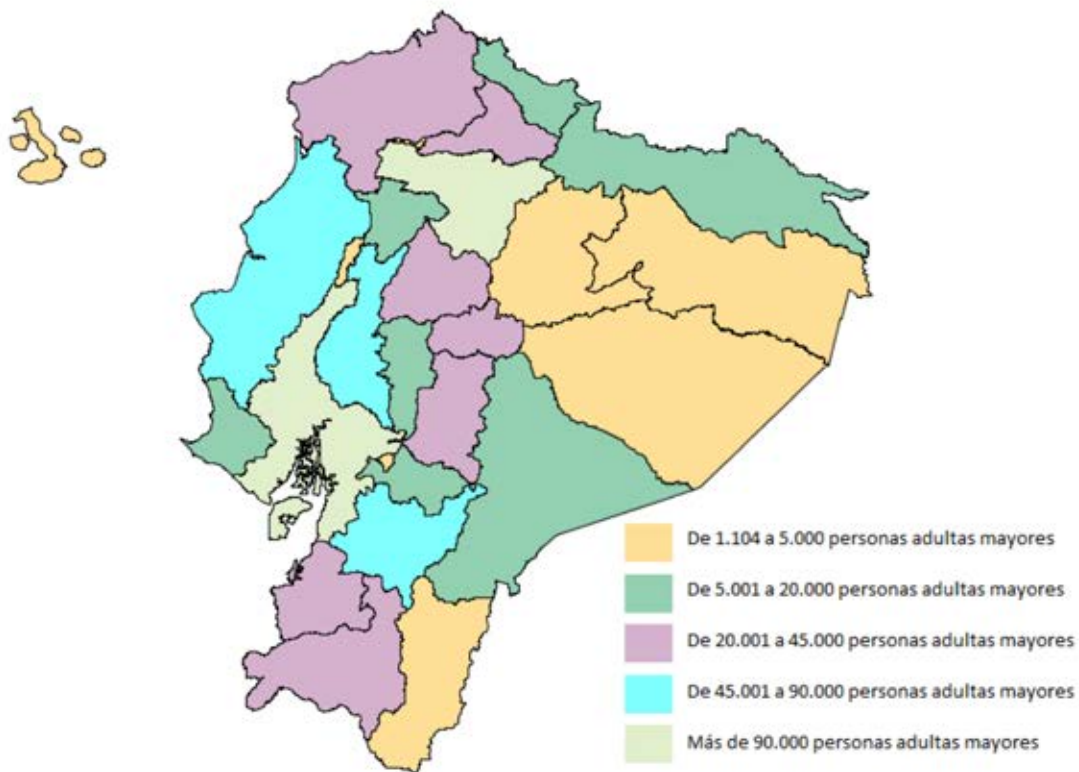 De 1.104 a 5.000 personas adultas mayores
De 5.001 a 20.000 personas adultas mayores
De 20.001 a 45.000 personas adultas mayores
De 45.001 a 90.000 personas adultas mayores
Más de 90.000 personas adultas mayores